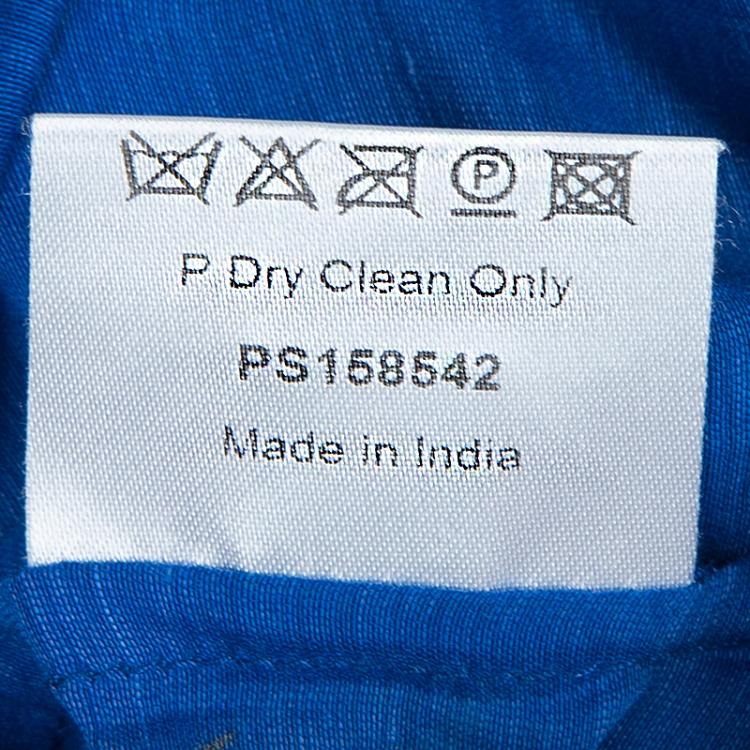 P
P Dry Clean Only
PS158542
Made in India